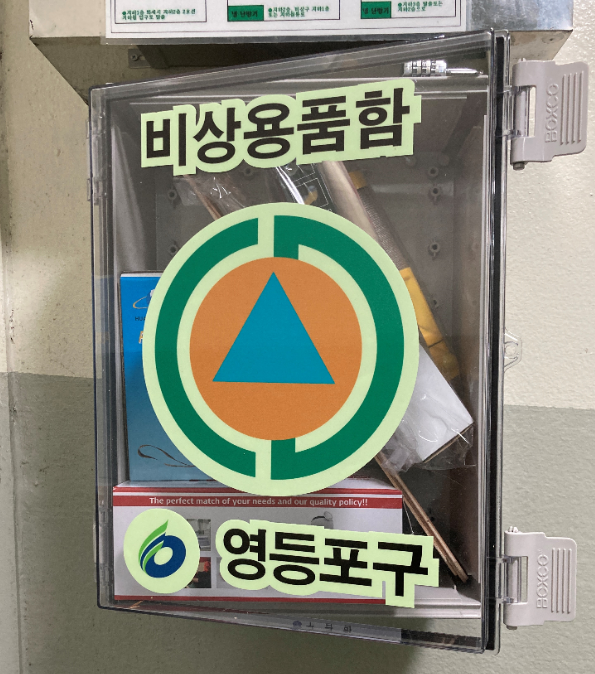 비상용품함
BOXCO
The perfect match of your needs and our quality policy!!
영등포구
BOXCO